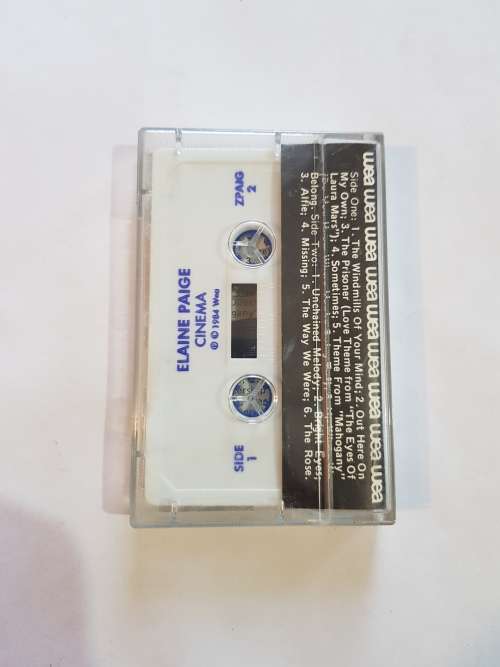 wea wea wea wea wea wea wea wea wea
Side One: 1. The Windmills Of Your Mind; 2. Out Here On
My Own; 3. The Prisoner (Love Theme from "The Eyes Of
Laura Mars"); 4. Sometimes; 5. Theme From "Mahogany"
Belong. Side Two: 1. Unchained Melody; 2. Bright Eyes;
3. Alfie; 4. Missing; 5. The Way We Were; 6. The Rose.
ZPAIG
2
SIDE
1
ELAINE PAIGE
CINEMA
℗ © 1984 Wea